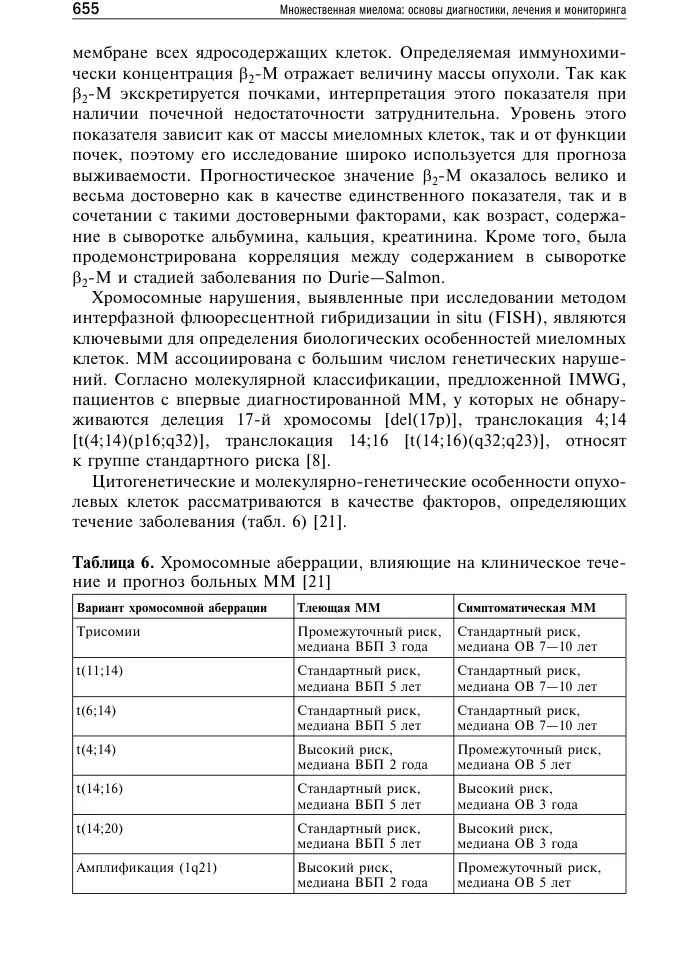 655
Множественная миелома: основы диагностики, лечения и мониторинга
мембране всех ядросодержащих клеток. Определяемая иммунохими-
чески концентрация β₂-М отражает величину массы опухоли. Так как
β₂-М экскретируется почками, интерпретация этого показателя при
наличии почечной недостаточности затруднительна. Уровень этого
показателя зависит как от массы миеломных клеток, так и от функции
почек, поэтому его исследование широко используется для прогноза
выживаемости. Прогностическое значение β₂-М оказалось велико и
весьма достоверно как в качестве единственного показателя, так и в
сочетании с такими достоверными факторами, как возраст, содержа-
ние в сыворотке альбумина, кальция, креатинина. Кроме того, была
продемонстрирована корреляция между содержанием в сыворотке
β₂-М и стадией заболевания по Durie—Salmon.
Хромосомные нарушения, выявленные при исследовании методом
интерфазной флюоресцентной гибридизации in situ (FISH), являются
ключевыми для определения биологических особенностей миеломных
клеток. ММ ассоциирована с большим числом генетических наруше-
ний. Согласно молекулярной классификации, предложенной IMWG,
пациентов с впервые диагностированной ММ, у которых не обнару-
живаются делеция 17-й хромосомы [del(17p)], транслокация 4;14
[t(4;14)(p16;q32)], транслокация 14;16 [t(14;16)(q32;q23)], относят
к группе стандартного риска [8].
Цитогенетические и молекулярно-генетические особенности опухо-
левых клеток рассматриваются в качестве факторов, определяющих
течение заболевания (табл. 6) [21].
Таблица 6. Хромосомные аберрации, влияющие на клиническое тече-
ние и прогноз больных ММ [21]
Вариант хромосомной аберрации Тлеющая ММ Симптоматическая ММ
Трисомии Промежуточный риск, Стандартный риск,
медиана ВБП 3 года медиана ОВ 7—10 лет
t(11;14) Стандартный риск, Стандартный риск,
медиана ВБП 5 лет медиана ОВ 7—10 лет
t(6;14) Стандартный риск, Стандартный риск,
медиана ВБП 5 лет медиана ОВ 7—10 лет
t(4;14) Высокий риск, Промежуточный риск,
медиана ВБП 2 года медиана ОВ 5 лет
t(14;16) Стандартный риск, Высокий риск,
медиана ВБП 5 лет медиана ОВ 3 года
t(14;20) Стандартный риск, Высокий риск,
медиана ВБП 5 лет медиана ОВ 3 года
Амплификация (1q21) Высокий риск, Промежуточный риск,
медиана ВБП 2 года медиана ОВ 5 лет